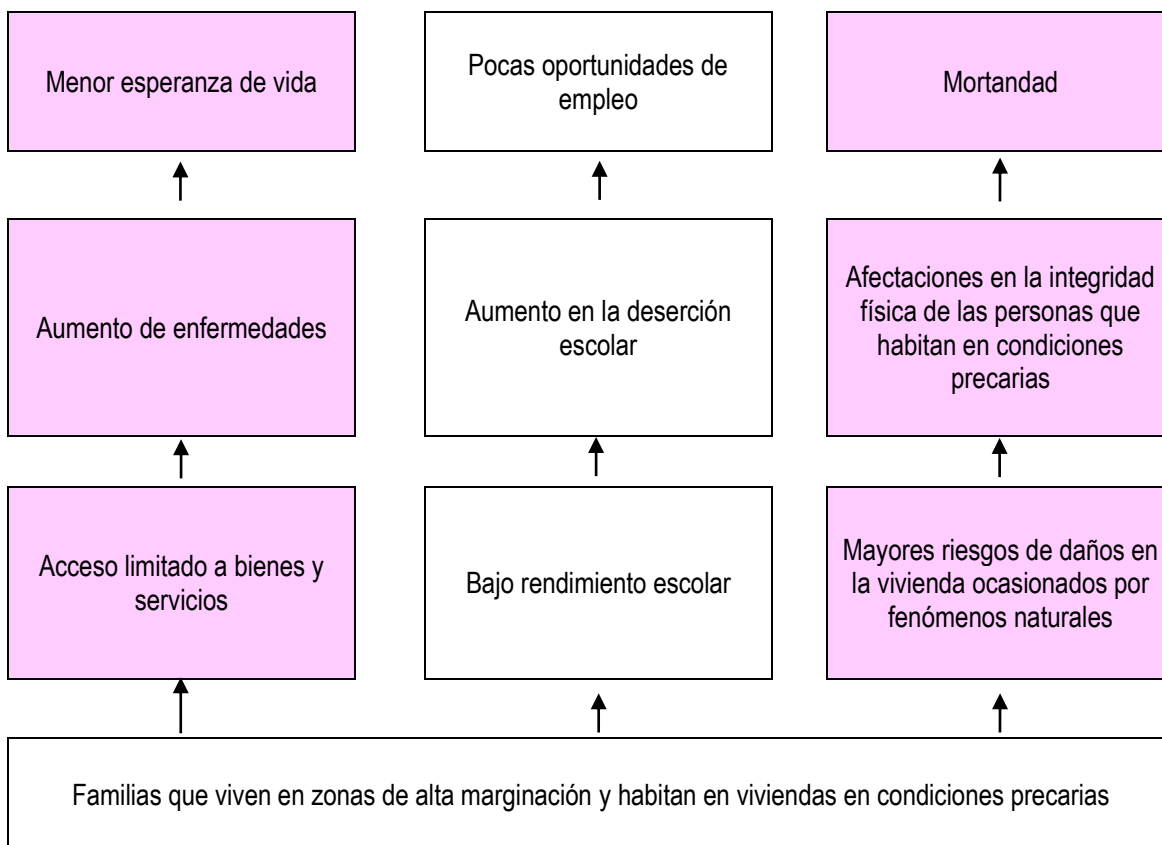 Menor esperanza de vida
Pocas oportunidades de
empleo
Mortandad
Aumento de enfermedades
Aumento en la deserción
escolar
Afectaciones en la integridad
física de las personas que
habitan en condiciones
precarias
Acceso limitado a bienes y
servicios
Bajo rendimiento escolar
Mayores riesgos de daños en
la vivienda ocasionados por
fenómenos naturales
Familias que viven en zonas de alta marginación y habitan en viviendas en condiciones precarias